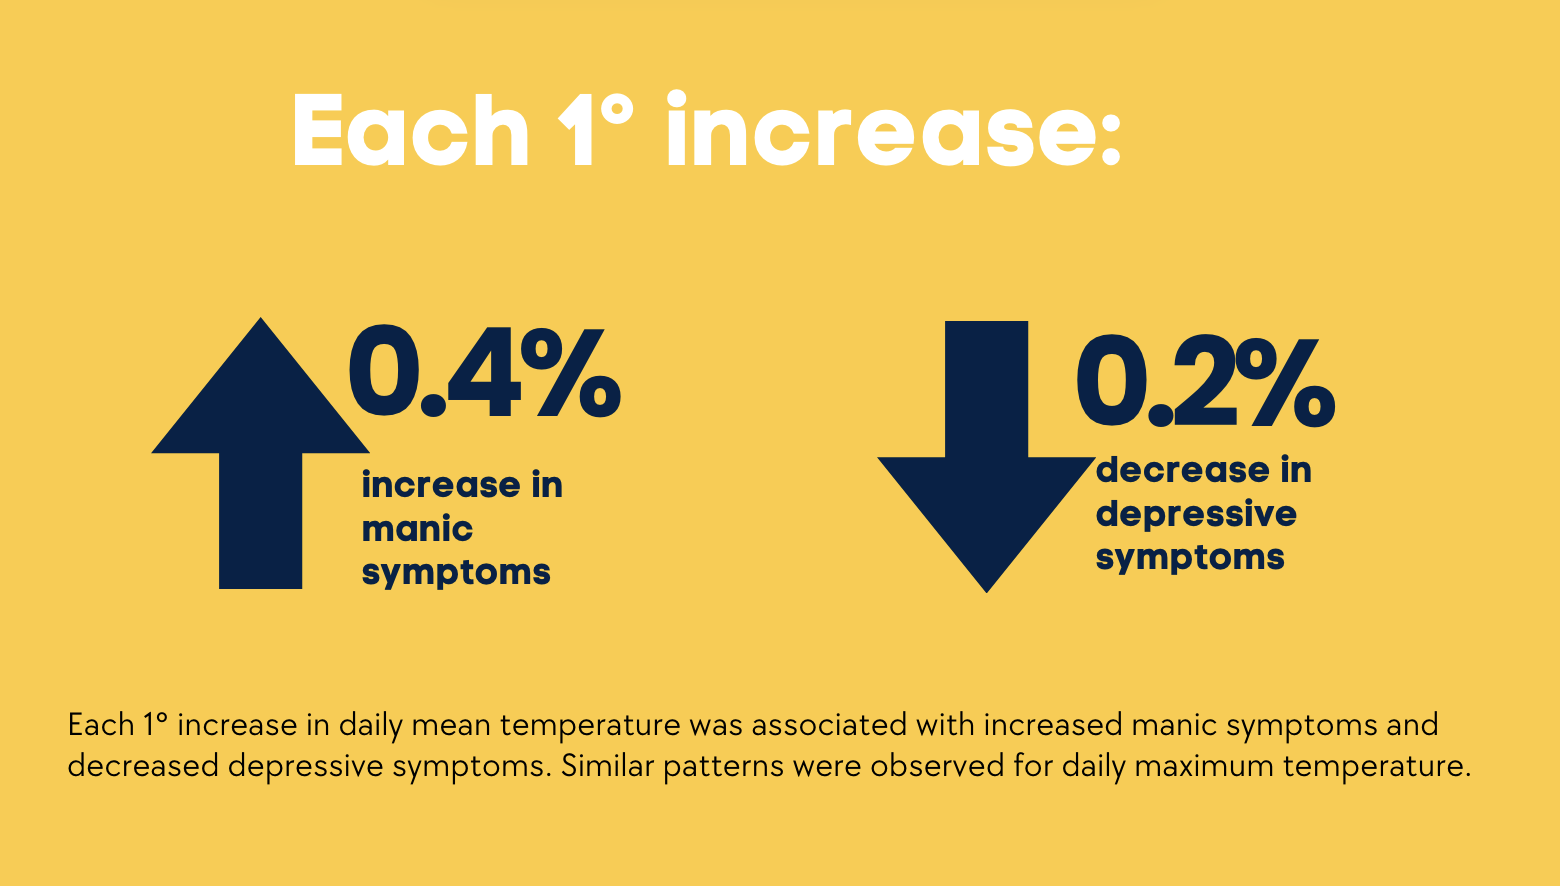 Each 1° increase:
0.4%
increase in
manic
symptoms
0.2%
decrease in
depressive
symptoms
Each 1° increase in daily mean temperature was associated with increased manic symptoms and
decreased depressive symptoms. Similar patterns were observed for daily maximum temperature.